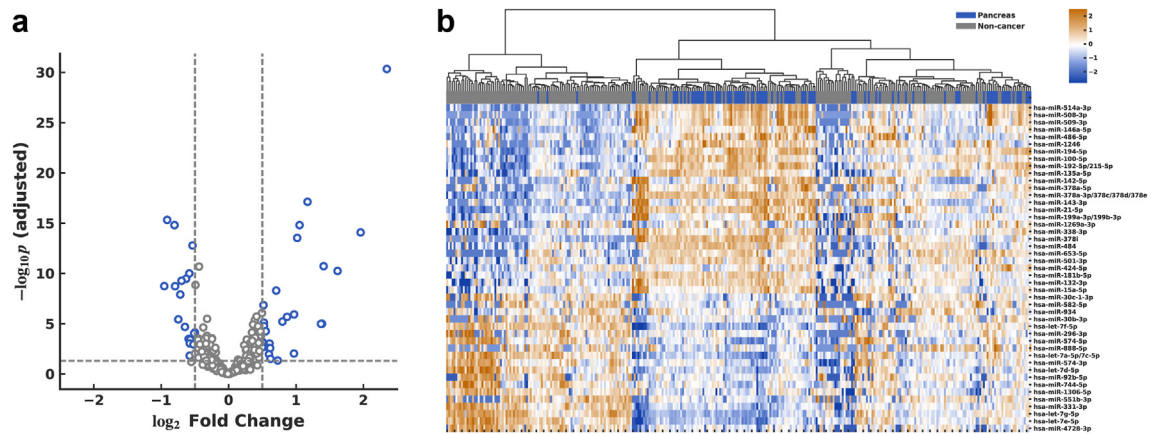 a
30
25
20
15
10
5
0
−log10p (adjusted)
−2
−1
0
1
2
log2 Fold Change
b
Pancreas
Non-cancer
2
1
0
−1
−2
hsa-miR-514a-3p
hsa-miR-508-3p
hsa-miR-509-3p
hsa-miR-146a-5p
hsa-miR-486-5p
hsa-miR-1246
hsa-miR-194-5p
hsa-miR-100-5p
hsa-miR-192-5p/215-5p
hsa-miR-135a-5p
hsa-miR-142-5p
hsa-miR-378a-5p
hsa-miR-378a-3p/378c/378d/378e
hsa-miR-143-3p
hsa-miR-21-5p
hsa-miR-199a-3p/199b-3p
hsa-miR-1269a-3p
hsa-miR-338-3p
hsa-miR-378i
hsa-miR-484
hsa-miR-653-5p
hsa-miR-501-3p
hsa-miR-424-5p
hsa-miR-181b-5p
hsa-miR-132-3p
hsa-miR-15a-5p
hsa-miR-30c-1-3p
hsa-miR-582-5p
hsa-miR-934
hsa-miR-30b-3p
hsa-let-7f-5p
hsa-miR-296-3p
hsa-miR-574-5p
hsa-miR-888-5p
hsa-let-7a-5p/7c-5p
hsa-miR-574-3p
hsa-let-7d-5p
hsa-miR-92b-5p
hsa-miR-744-5p
hsa-miR-1306-5p
hsa-miR-551b-3p
hsa-miR-331-3p
hsa-let-7g-5p
hsa-let-7e-5p
hsa-miR-4728-3p